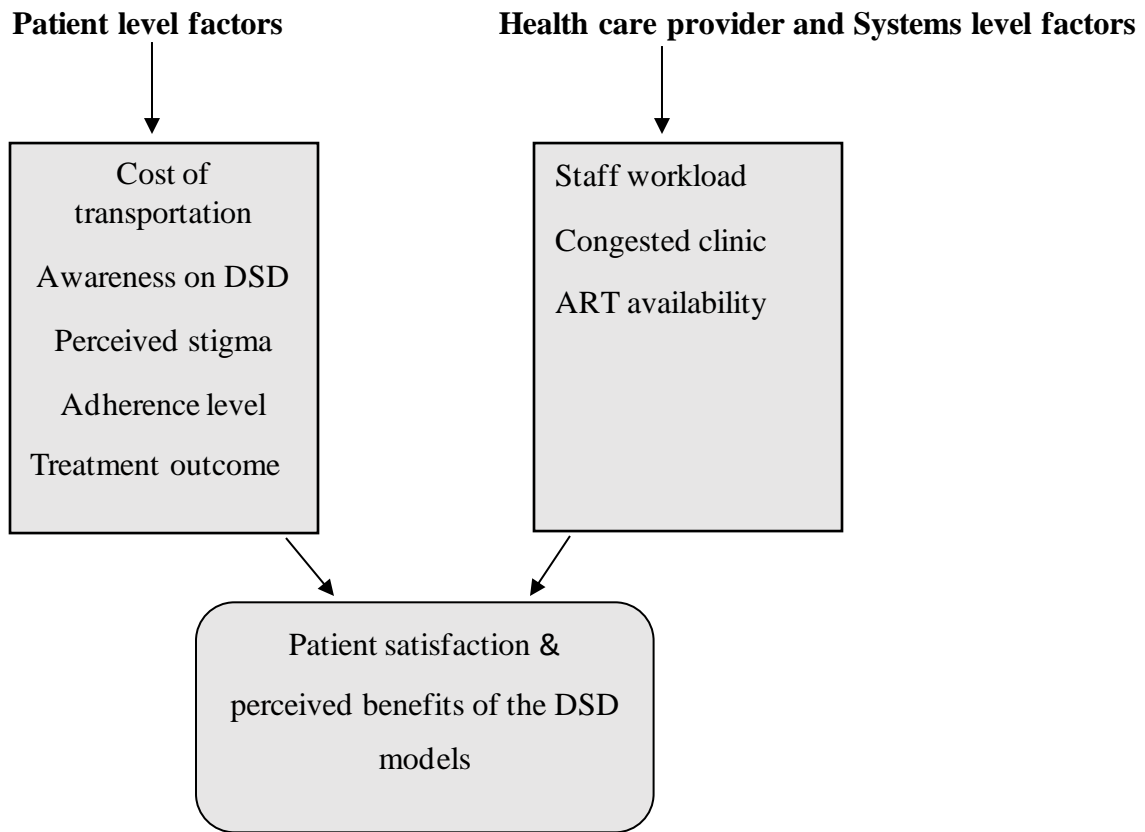 Patient level factors
Health care provider and Systems level factors
Cost of
transportation
Awareness on DSD
Perceived stigma
Adherence level
Treatment outcome
Staff workload
Congested clinic
ART availability
Patient satisfaction &
perceived benefits of the DSD
models